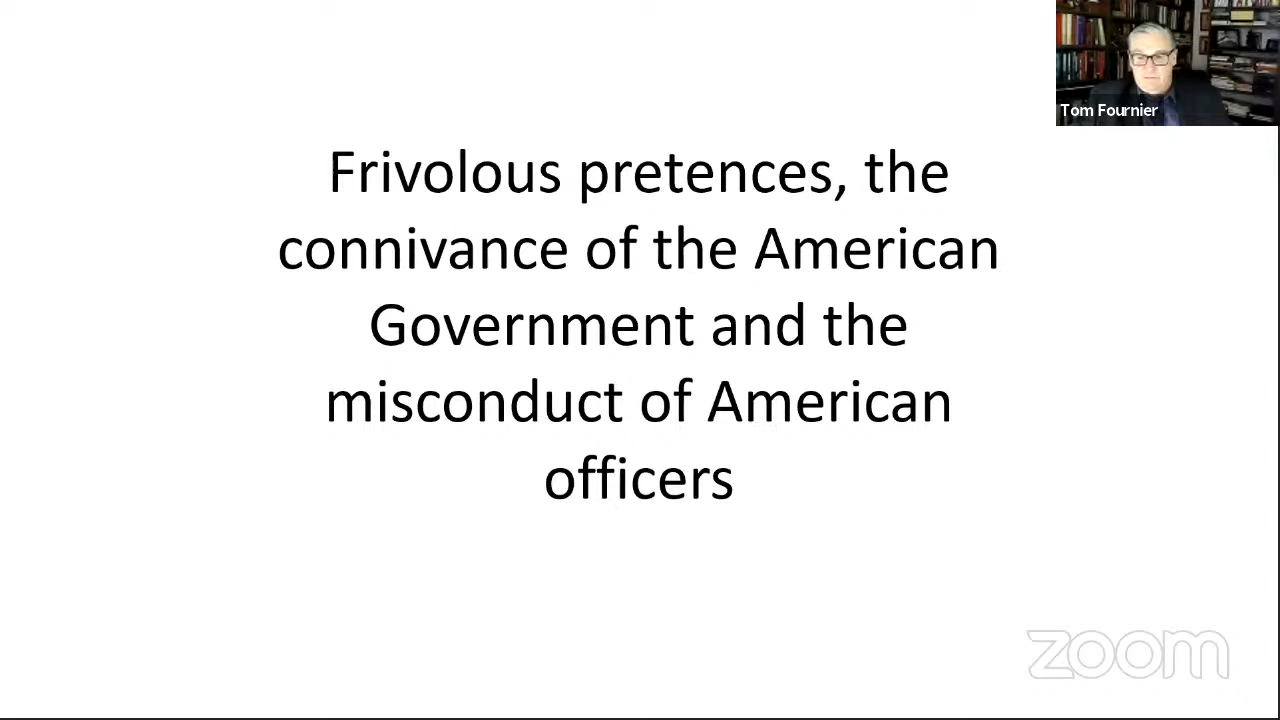 Tom Fournier
Frivolous pretences, the
connivance of the American
Government and the
misconduct of American
officers
zoom